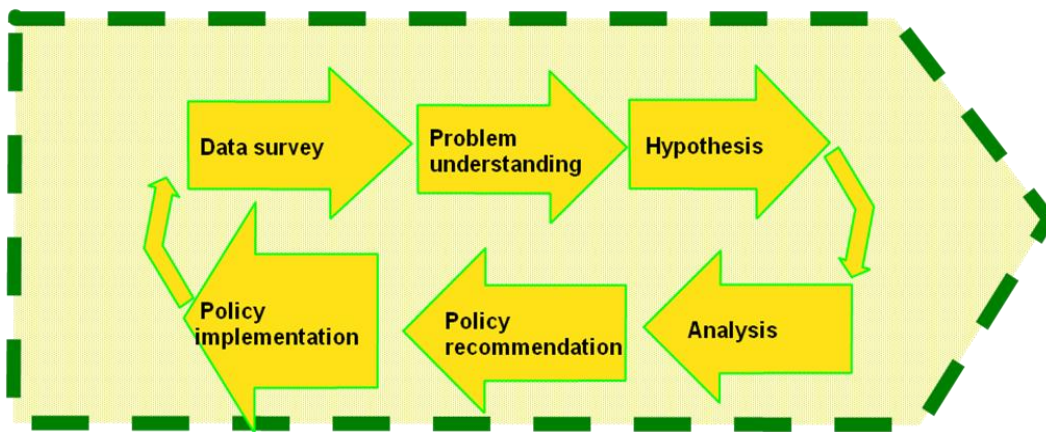 Data survey
Problem
understanding
Hypothesis
Analysis
Policy
recommendation
Policy
implementation